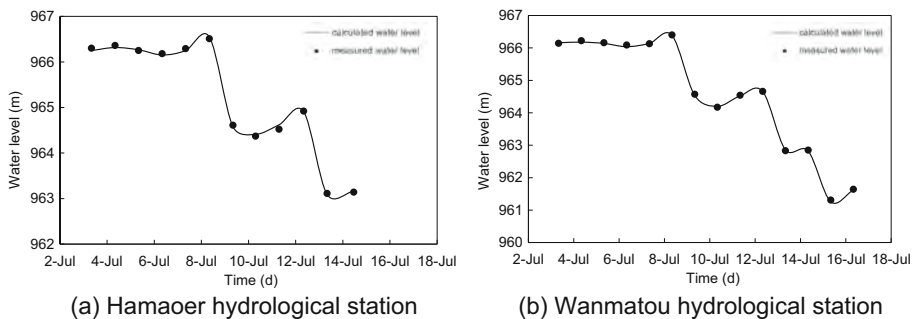 967
966
965
964
963
962
Water level (m)
calculated water level
measured water level
2-Jul 4-Jul 6-Jul 8-Jul 10-Jul 12-Jul 14-Jul 16-Jul 18-Jul
Time (d)
(a) Hamaoer hydrological station
967
966
965
964
963
962
961
960
Water level (m)
calculated water level
measured water level
2-Jul 4-Jul 6-Jul 8-Jul 10-Jul 12-Jul 14-Jul 16-Jul 18-Jul
Time (d)
(b) Wanmatou hydrological station